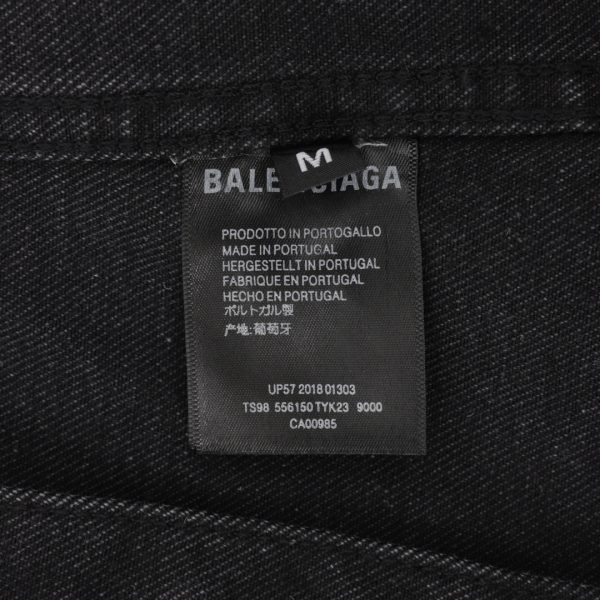 M
BALE CIAGA
PRODOTTO IN PORTOGALLO
MADE IN PORTUGAL
HERGESTELLT IN PORTUGAL
FABRIQUE EN PORTUGAL
HECHO EN PORTUGAL
ポルトガル製
产地:葡萄牙
UP57 2018 01303
TS98 556150 TYK23 9000
CA00985